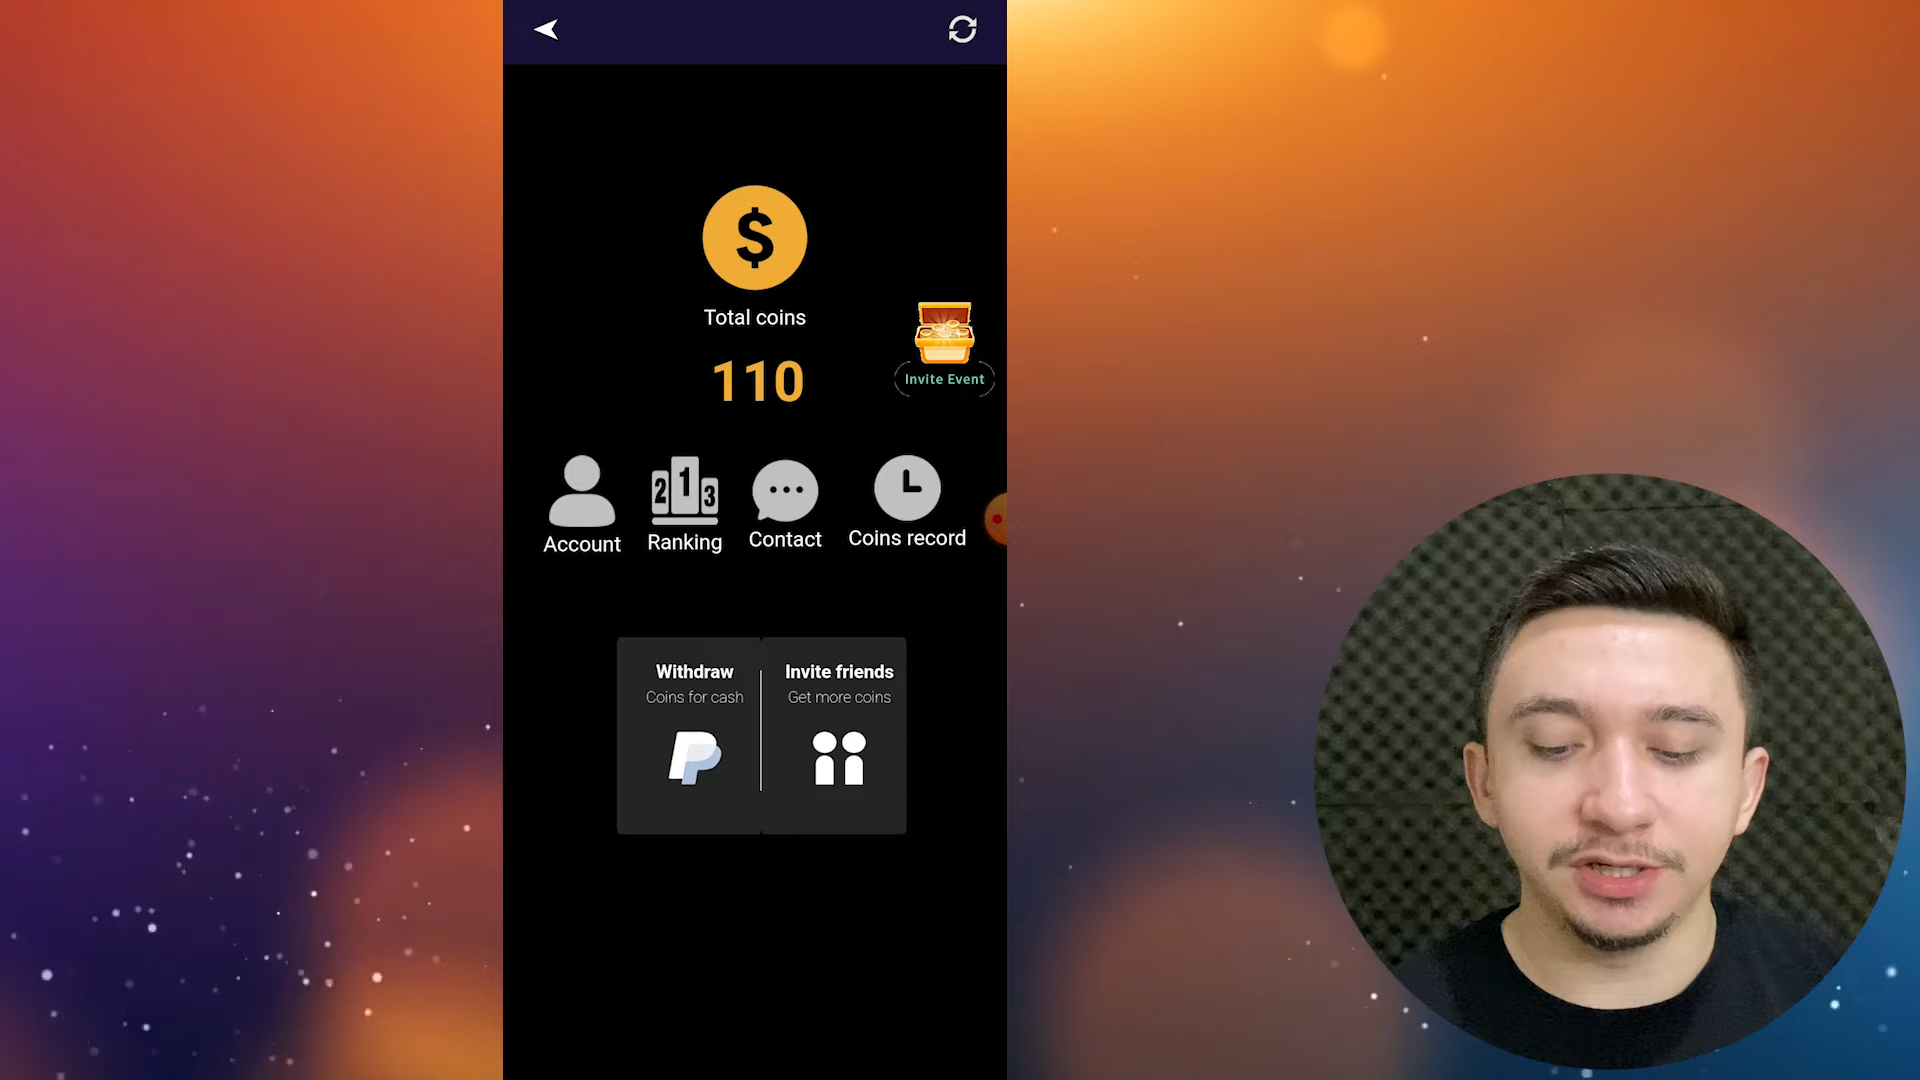 $
Total coins
110
Invite Event
2 1 3
Account
Ranking
Contact
Coins record
Withdraw
Invite friends
Coins for cash
Get more coins